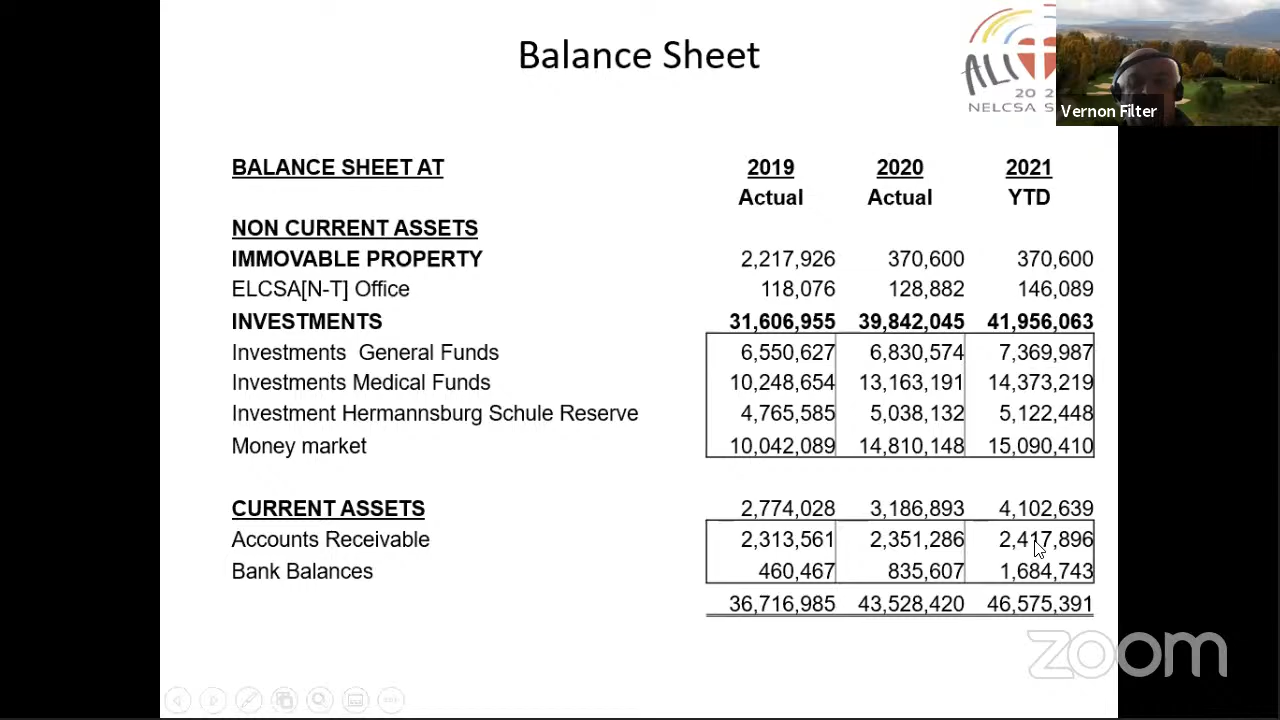 Balance Sheet
ALI
20 2
NELCSA S
Vernon Filter
BALANCE SHEET AT 2019 2020 2021
Actual Actual YTD
NON CURRENT ASSETS
IMMOVABLE PROPERTY 2,217,926 370,600 370,600
ELCSA[N-T] Office 118,076 128,882 146,089
INVESTMENTS 31,606,955 39,842,045 41,956,063
Investments General Funds 6,550,627 6,830,574 7,369,987
Investments Medical Funds 10,248,654 13,163,191 14,373,219
Investment Hermannsburg Schule Reserve 4,765,585 5,038,132 5,122,448
Money market 10,042,089 14,810,148 15,090,410
CURRENT ASSETS 2,774,028 3,186,893 4,102,639
Accounts Receivable 2,313,561 2,351,286 2,417,896
Bank Balances 460,467 835,607 1,684,743
36,716,985 43,528,420 46,575,391
zoom